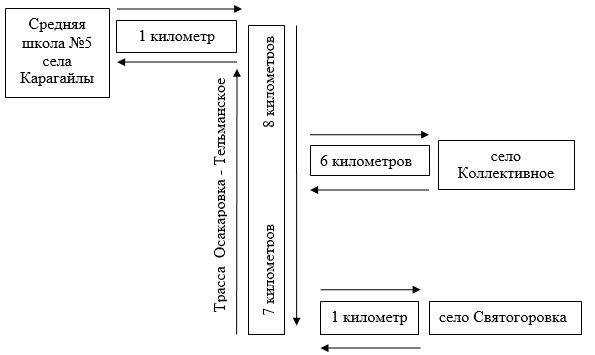 Средняя
школа №5
села
Карагайлы
1 километр
8 километров
Трасса Осакаровка - Тельманское
6 километров
село
Коллективное
7 километров
1 километр
село Святогоровка